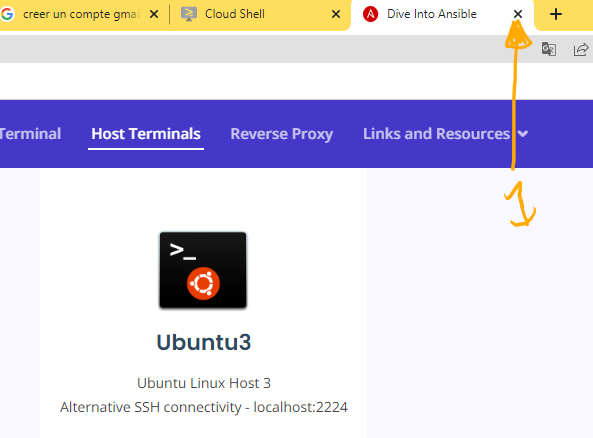 creer un compte gmai
Cloud Shell
Dive Into Ansible
Terminal
Host Terminals
Reverse Proxy
Links and Resources
1
>_
Ubuntu3
Ubuntu Linux Host 3
Alternative SSH connectivity - localhost:2224